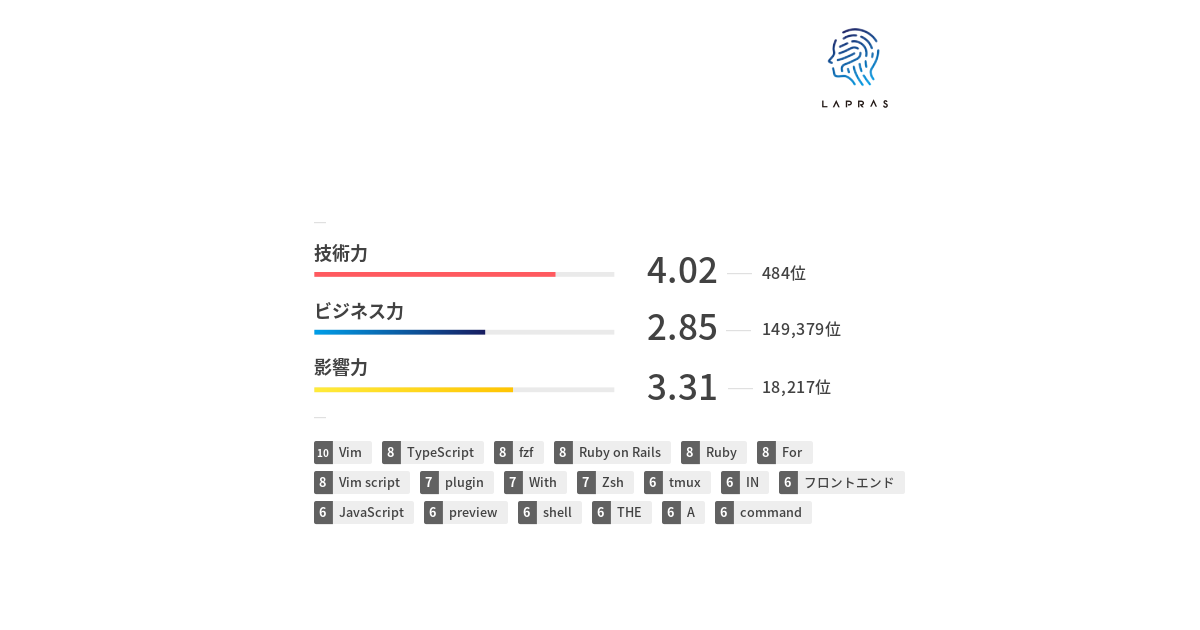 LAPRAS
技術力 4.02 484位
ビジネス力 2.85 149,379位
影響力 3.31 18,217位
10 Vim 8 TypeScript 8 fzf 8 Ruby on Rails 8 Ruby 8 For
8 Vim script 7 plugin 7 With 7 Zsh 6 tmux 6 IN 6 フロントエンド
6 JavaScript 6 preview 6 shell 6 THE 6 A 6 command